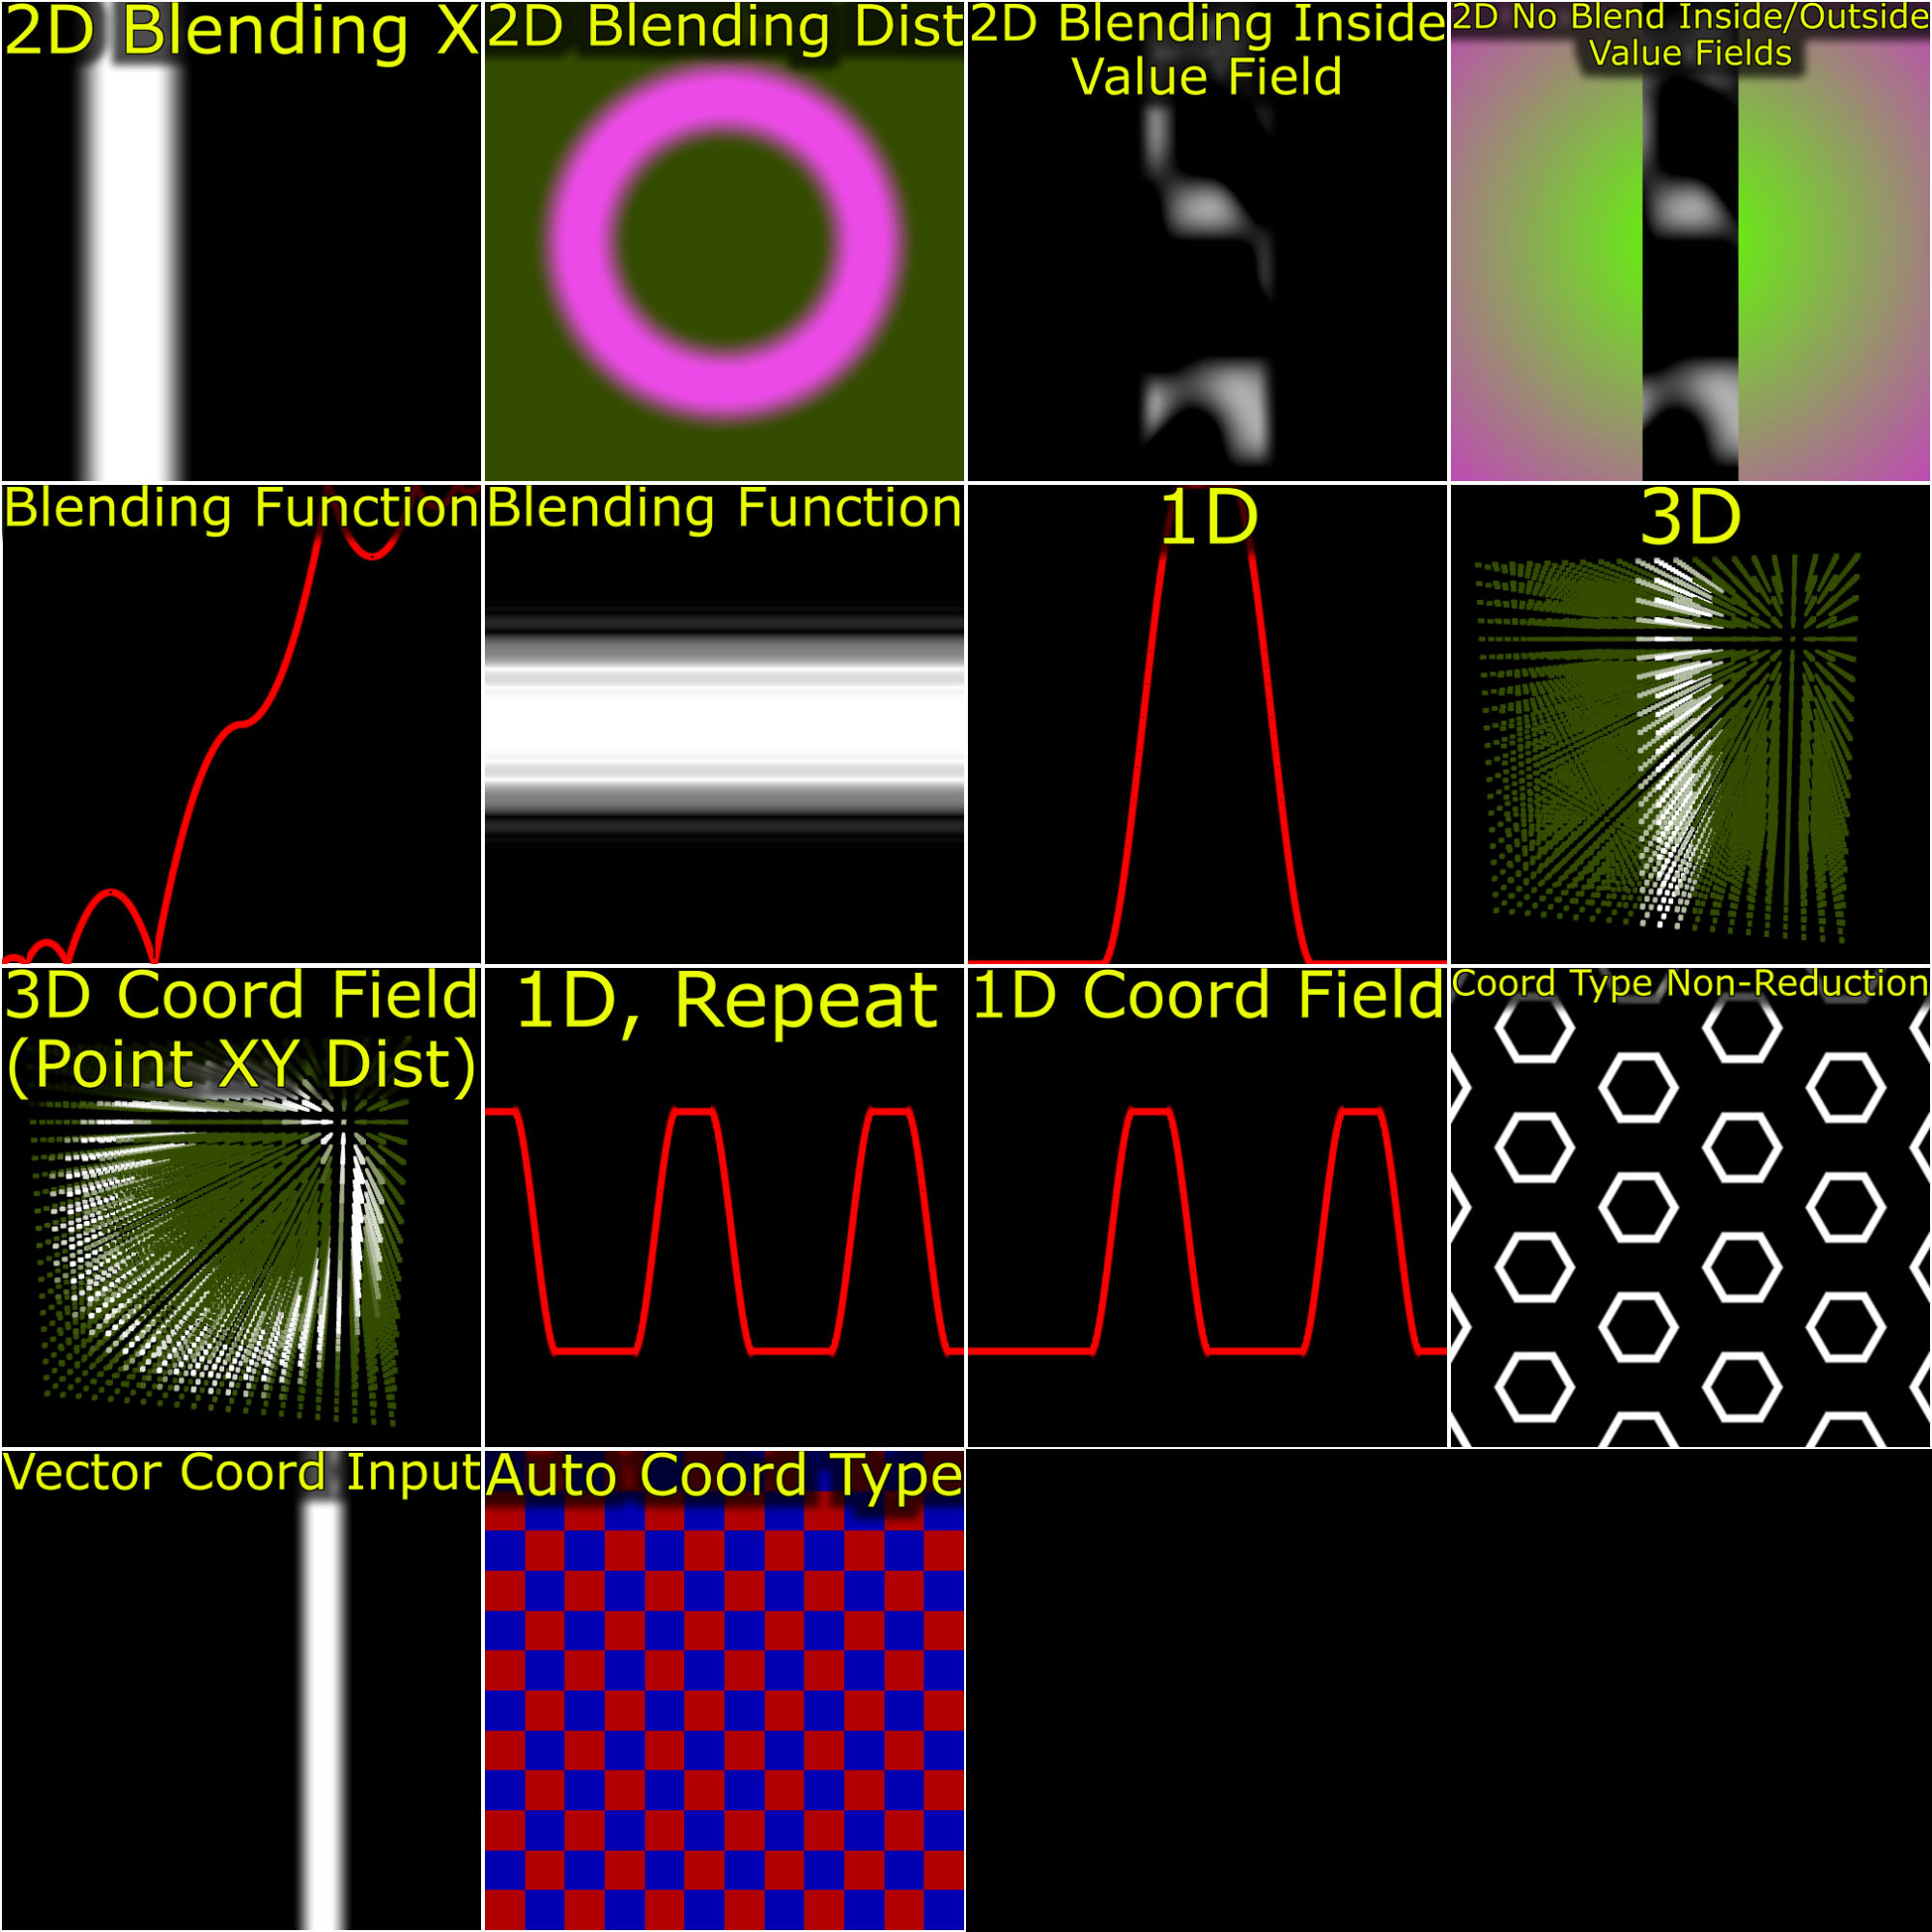 2D Blending X
2D Blending Dist
2D Blending Inside
Value Field
2D No Blend Inside/Outside
Value Fields
Blending Function
Blending Function
1D
3D
3D Coord Field
(Point XY Dist)
1D, Repeat
1D Coord Field
Coord Type Non-Reduction
Vector Coord Input
Auto Coord Type